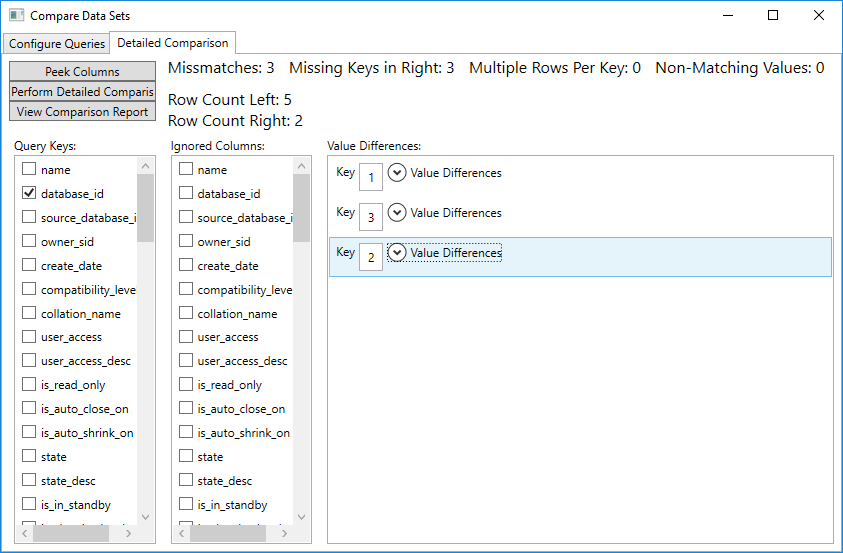 Compare Data Sets
Configure Queries
Detailed Comparison
Peek Columns
Perform Detailed Comparis
View Comparison Report
Missmatches: 3 Missing Keys in Right: 3 Multiple Rows Per Key: 0 Non-Matching Values: 0
Row Count Left: 5
Row Count Right: 2
Query Keys:
name
database_id
source_database_i
owner_sid
create_date
compatibility_leve
collation_name
user_access
user_access_desc
is_read_only
is_auto_close_on
is_auto_shrink_on
state
state_desc
is_in_standby
Ignored Columns:
name
database_id
source_database_i
owner_sid
create_date
compatibility_leve
collation_name
user_access
user_access_desc
is_read_only
is_auto_close_on
is_auto_shrink_on
state
state_desc
is_in_standby
Value Differences:
Key 1 Value Differences
Key 3 Value Differences
Key 2 Value Differences